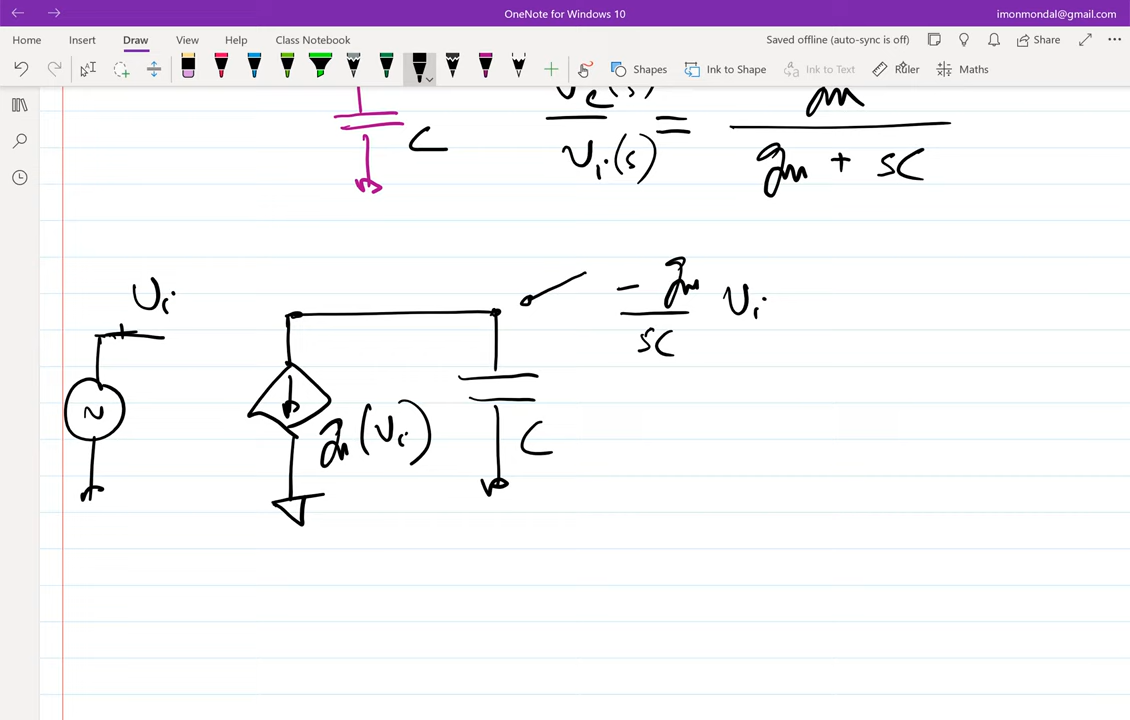 OneNote for Windows 10
imonmondal@gmail.com
Home Insert Draw View Help Class Notebook
Saved offline (auto-sync is off) Share
Shapes Ink to Shape Ink to Text Ruler Maths
C
Vc(s) / Vi(s) = gm / (gm + sC)
Vi
- gm / sC Vi
gm(Vi)
C